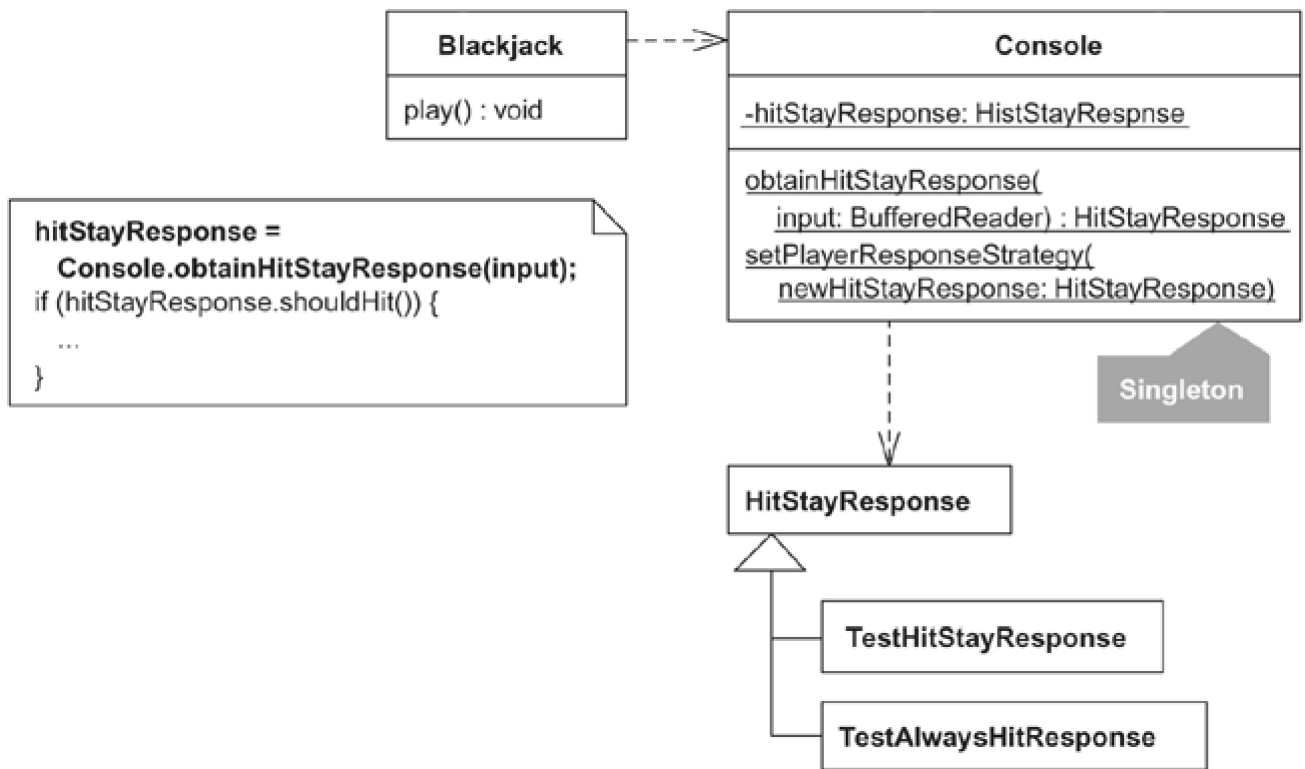 Blackjack
play() : void
Console
-hitStayResponse: HistStayRespnse
obtainHitStayResponse(
input: BufferedReader) : HitStayResponse
setPlayerResponseStrategy(
newHitStayResponse: HitStayResponse)
hitStayResponse =
Console.obtainHitStayResponse(input);
if (hitStayResponse.shouldHit()) {
...
}
Singleton
HitStayResponse
TestHitStayResponse
TestAlwaysHitResponse